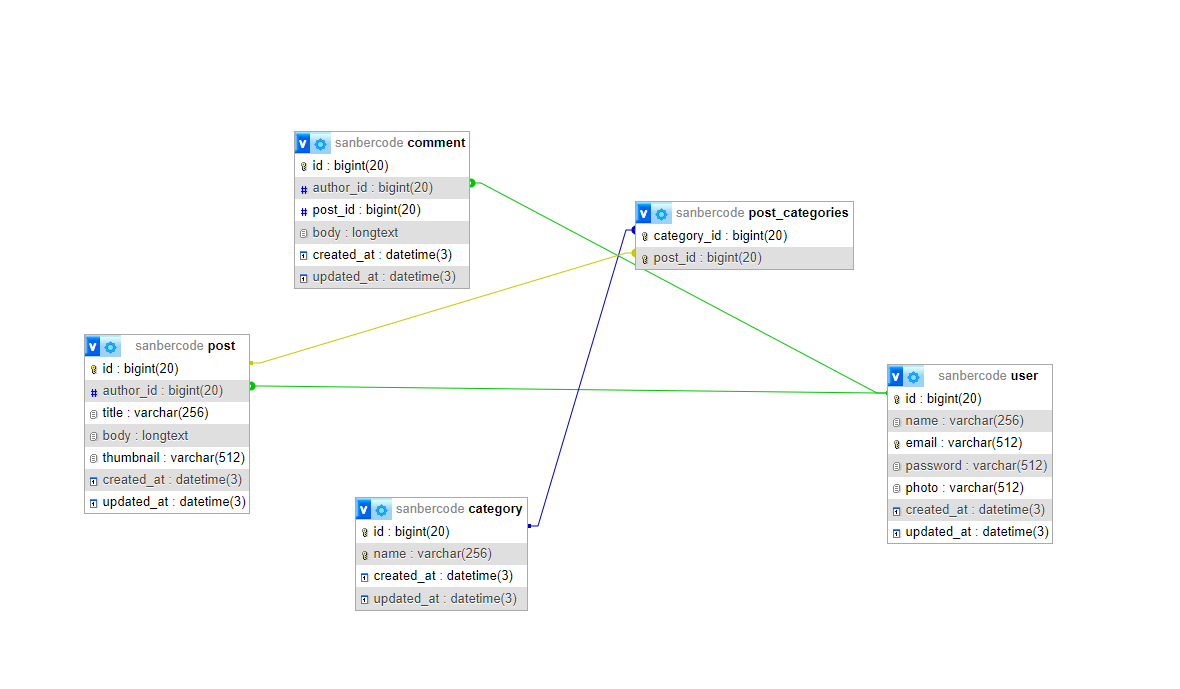 v sanbercode comment
id : bigint(20)
# author_id : bigint(20)
# post_id : bigint(20)
body : longtext
created_at : datetime(3)
updated_at : datetime(3)
v sanbercode post_categories
category_id : bigint(20)
post_id : bigint(20)
v sanbercode post
id : bigint(20)
# author_id : bigint(20)
title : varchar(256)
body : longtext
thumbnail : varchar(512)
created_at : datetime(3)
updated_at : datetime(3)
v sanbercode user
id : bigint(20)
name : varchar(256)
email : varchar(512)
password : varchar(512)
photo : varchar(512)
created_at : datetime(3)
updated_at : datetime(3)
v sanbercode category
id : bigint(20)
name : varchar(256)
created_at : datetime(3)
updated_at : datetime(3)